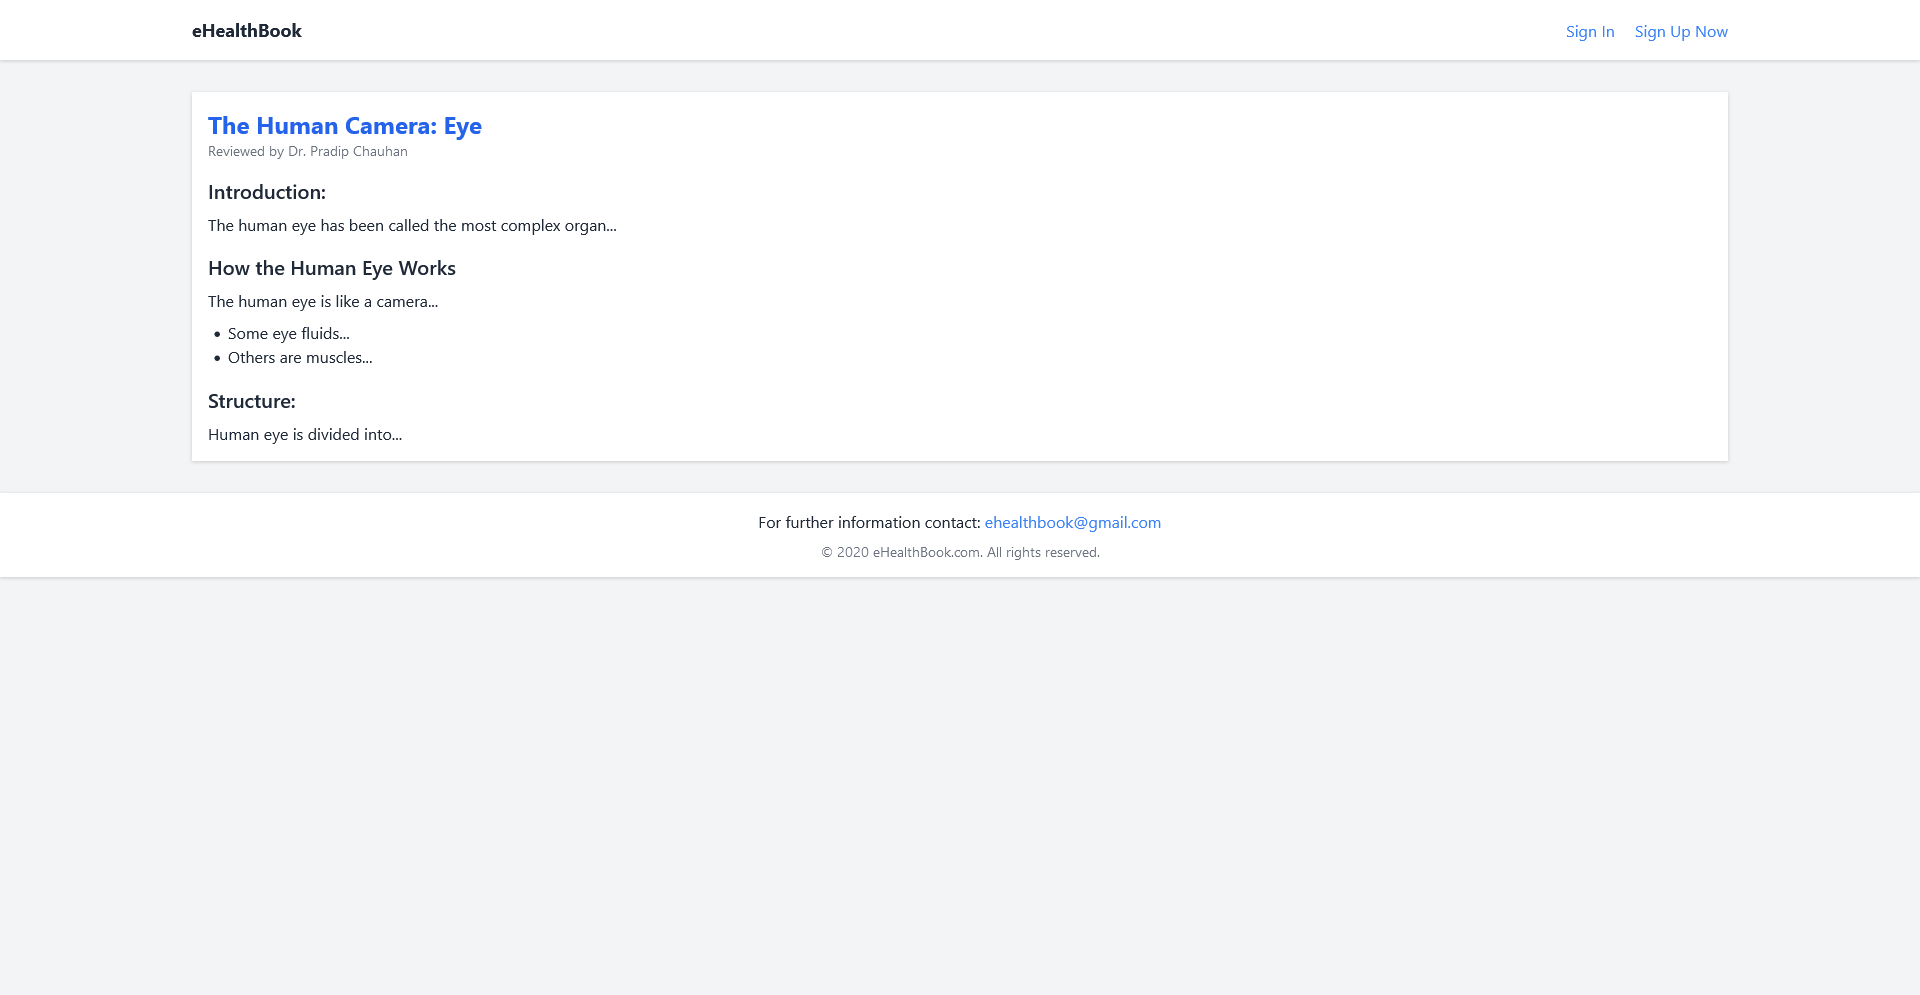 eHealthBook
Sign In
Sign Up Now
The Human Camera: Eye
Reviewed by Dr. Pradip Chauhan
Introduction:
The human eye has been called the most complex organ...
How the Human Eye Works
The human eye is like a camera...
• Some eye fluids...
• Others are muscles...
Structure:
Human eye is divided into...
For further information contact: ehealthbook@gmail.com
© 2020 eHealthBook.com. All rights reserved.